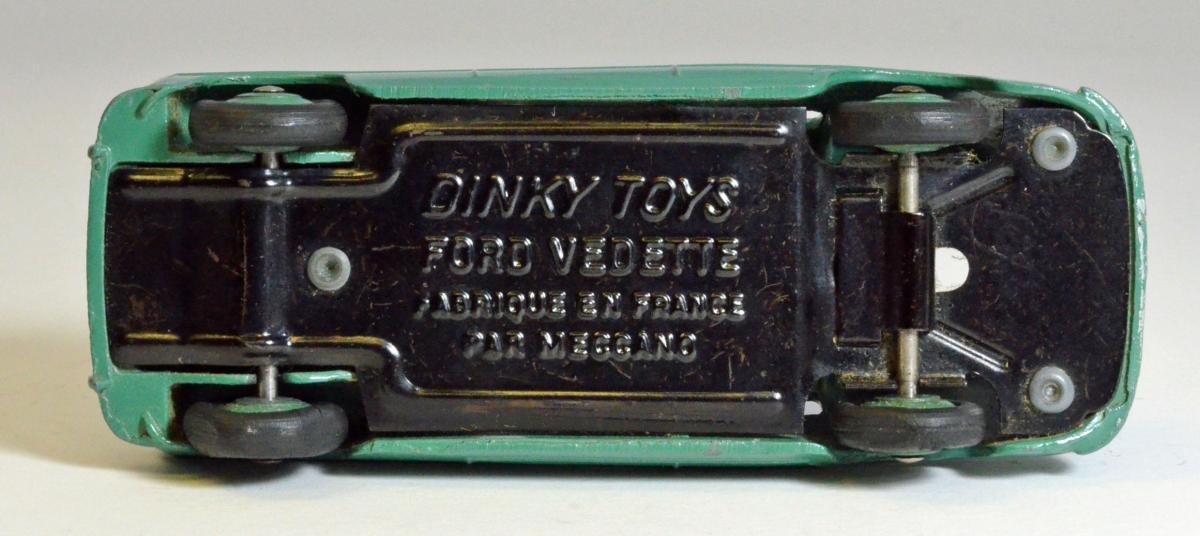 DINKY TOYS
FORD VEDETTE
FABRIQUE EN FRANCE
PAR MECCANO